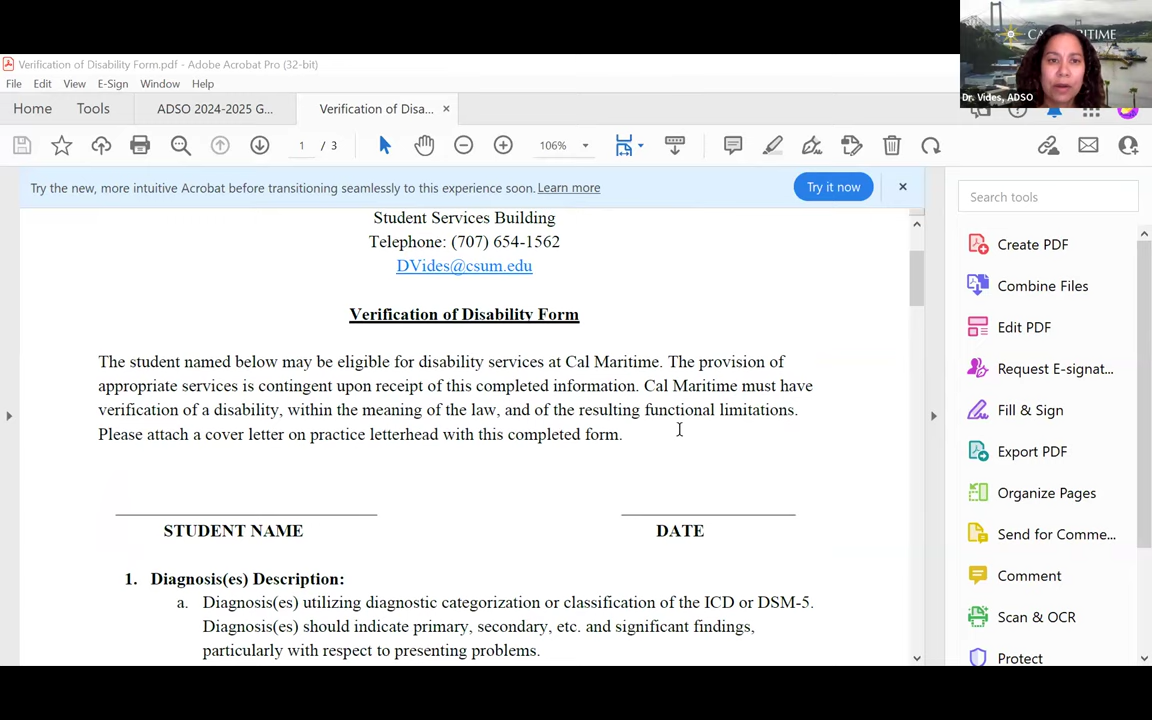 CAL MARITIME
Dr. Vides, ADSO
Verification of Disability Form.pdf - Adobe Acrobat Pro (32-bit)
File Edit View E-Sign Window Help
Home Tools ADSO 2024-2025 G... Verification of Disa... ×
1 / 3 106%
Try the new, more intuitive Acrobat before transitioning seamlessly to this experience soon. Learn more Try it now ×
Student Services Building
Telephone: (707) 654-1562
DVides@csum.edu
Verification of Disability Form
The student named below may be eligible for disability services at Cal Maritime. The provision of
appropriate services is contingent upon receipt of this completed information. Cal Maritime must have
verification of a disability, within the meaning of the law, and of the resulting functional limitations.
Please attach a cover letter on practice letterhead with this completed form.
STUDENT NAME DATE
1. Diagnosis(es) Description:
a. Diagnosis(es) utilizing diagnostic categorization or classification of the ICD or DSM-5.
Diagnosis(es) should indicate primary, secondary, etc. and significant findings,
particularly with respect to presenting problems.
Search tools
Create PDF
Combine Files
Edit PDF
Request E-signat...
Fill & Sign
Export PDF
Organize Pages
Send for Comme...
Comment
Scan & OCR
Protect